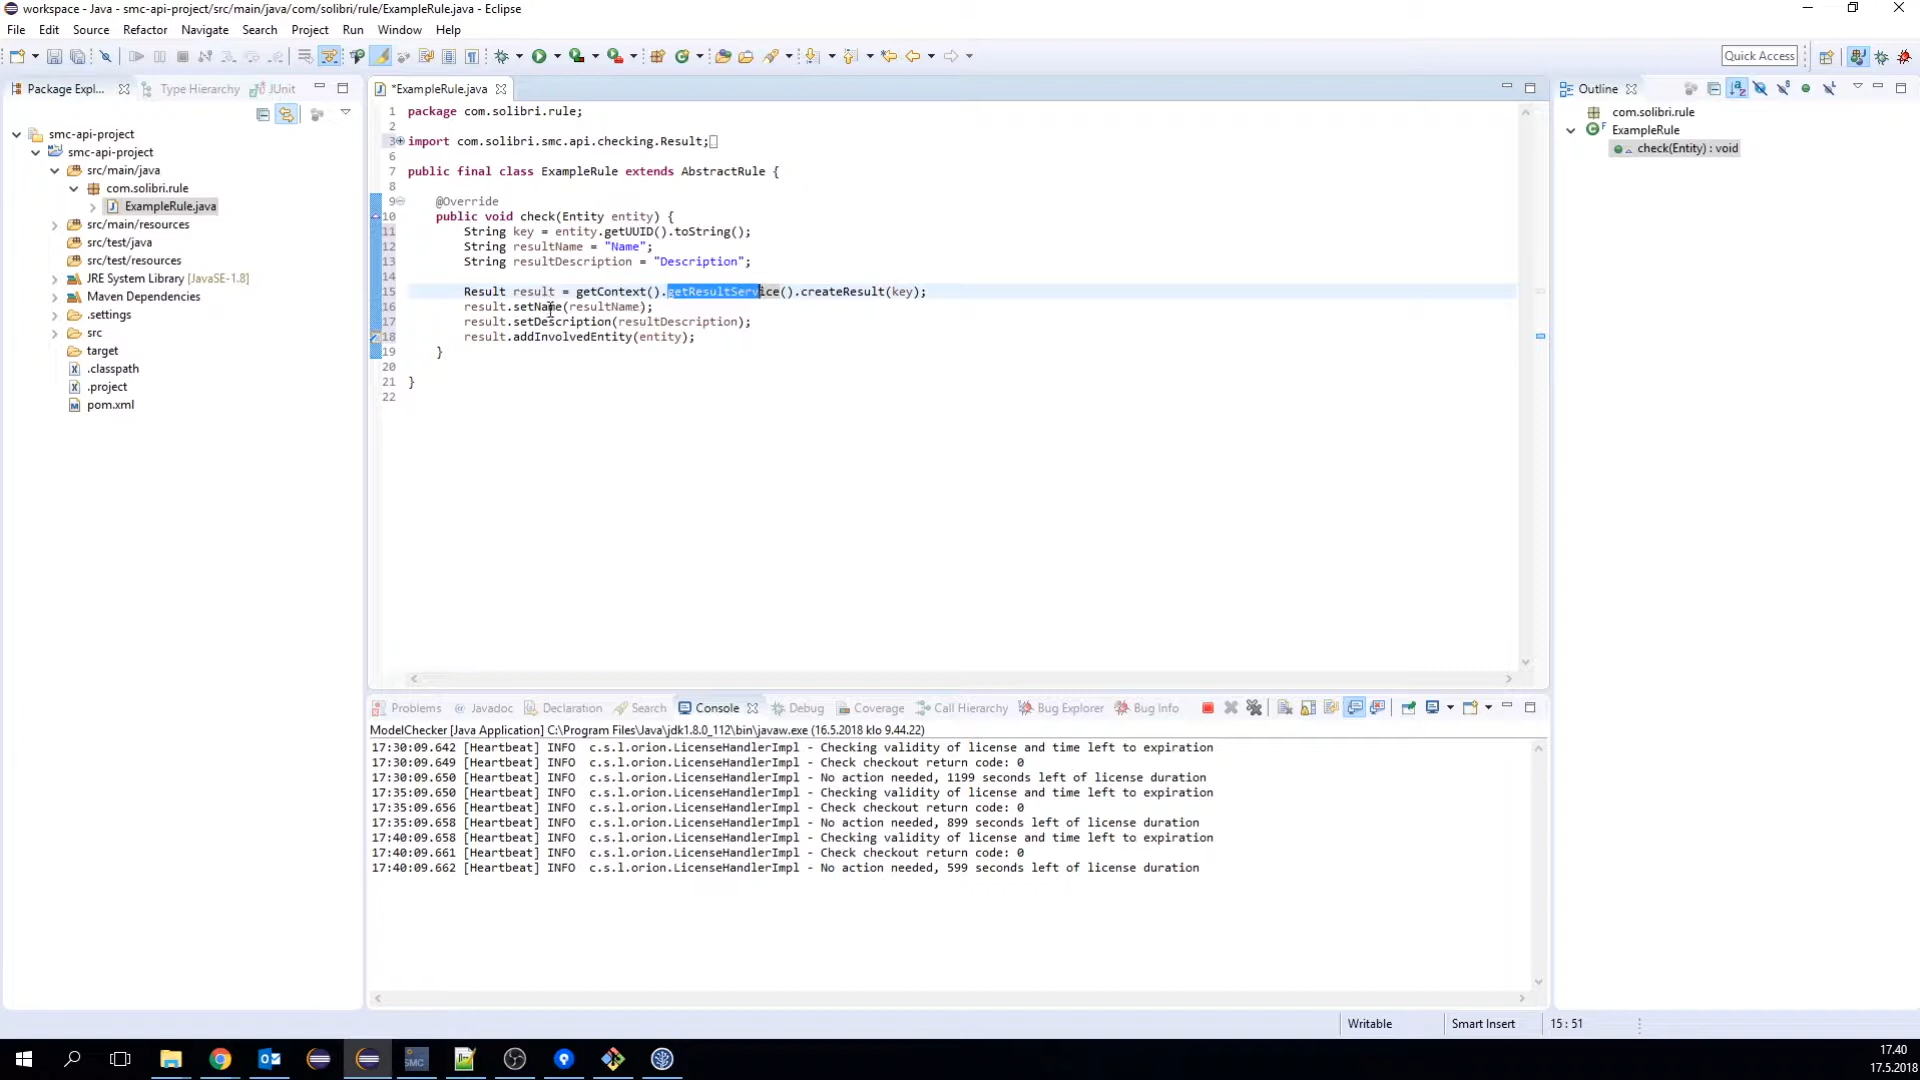 workspace - Java - smc-api-project/src/main/java/com/solibri/rule/ExampleRule.java - Eclipse
File Edit Source Refactor Navigate Search Project Run Window Help
Quick Access
Package Expl... Type Hierarchy JUnit
smc-api-project
smc-api-project
src/main/java
com.solibri.rule
ExampleRule.java
src/main/resources
src/test/java
src/test/resources
JRE System Library [JavaSE-1.8]
Maven Dependencies
.settings
src
target
.classpath
.project
pom.xml
*ExampleRule.java
1 package com.solibri.rule;
2
3 import com.solibri.smc.api.checking.Result;
6
7 public final class ExampleRule extends AbstractRule {
8
9 @Override
10 public void check(Entity entity) {
11 String key = entity.getUUID().toString();
12 String resultName = "Name";
13 String resultDescription = "Description";
14
15 Result result = getContext().getResultService().createResult(key);
16 result.setName(resultName);
17 result.setDescription(resultDescription);
18 result.addInvolvedEntity(entity);
19 }
20
21 }
22
Outline
com.solibri.rule
ExampleRule
check(Entity) : void
Problems Javadoc Declaration Search Console Debug Coverage Call Hierarchy Bug Explorer Bug Info
ModelChecker [Java Application] C:\Program Files\Java\jdk1.8.0_112\bin\javaw.exe (16.5.2018 klo 9.44.22)
17:30:09.642 [Heartbeat] INFO c.s.l.orion.LicenseHandlerImpl - Checking validity of license and time left to expiration
17:30:09.649 [Heartbeat] INFO c.s.l.orion.LicenseHandlerImpl - Check checkout return code: 0
17:30:09.650 [Heartbeat] INFO c.s.l.orion.LicenseHandlerImpl - No action needed, 1199 seconds left of license duration
17:35:09.650 [Heartbeat] INFO c.s.l.orion.LicenseHandlerImpl - Checking validity of license and time left to expiration
17:35:09.656 [Heartbeat] INFO c.s.l.orion.LicenseHandlerImpl - Check checkout return code: 0
17:35:09.658 [Heartbeat] INFO c.s.l.orion.LicenseHandlerImpl - No action needed, 899 seconds left of license duration
17:40:09.658 [Heartbeat] INFO c.s.l.orion.LicenseHandlerImpl - Checking validity of license and time left to expiration
17:40:09.661 [Heartbeat] INFO c.s.l.orion.LicenseHandlerImpl - Check checkout return code: 0
17:40:09.662 [Heartbeat] INFO c.s.l.orion.LicenseHandlerImpl - No action needed, 599 seconds left of license duration
Writable Smart Insert 15 : 51
SMC
17.40
17.5.2018